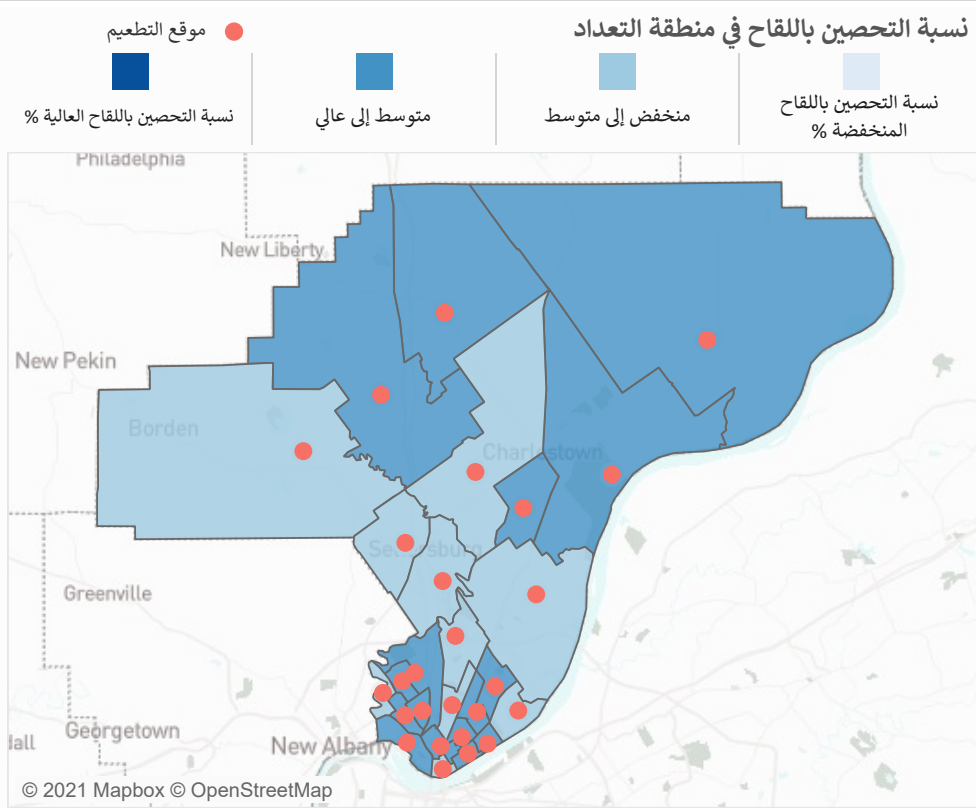 نسبة التحصين باللقاح في منطقة التعداد
موقع التطعيم
نسبة التحصين باللقاح
المنخفضة %
منخفض إلى متوسط
متوسط إلى عالي
نسبة التحصين باللقاح العالية %
Philadelphia
New Liberty
New Pekin
Borden
Charlestown
Sellersburg
Greenville
Georgetown
New Albany
© 2021 Mapbox © OpenStreetMap